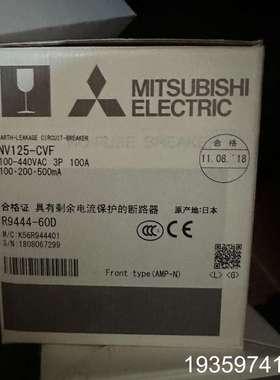 MITSUBISHI
ELECTRIC
EARTH-LEAKAGE CIRCUIT-BREAKER
NV125-CVF
100-440VAC 3P 100A
100·200·500mA
合格
11.08.'18
合格证 具有剩余电流保护的断路器 原产地:日本
R9444-60D
M/C:K56R944401
S/N:1808067299
CCC
Front type(AMP-N)
<L> <G>
19359741